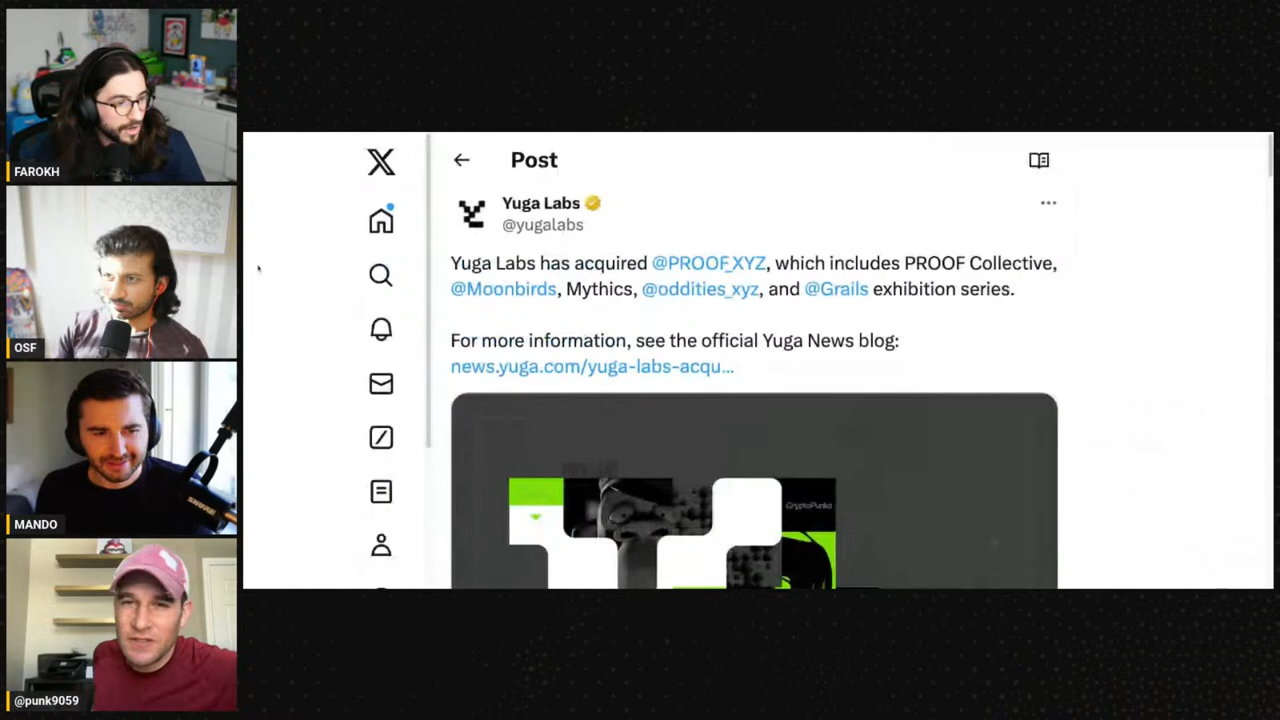 FAROKH
OSF
MANDO
SHURE
@punk9059
Post
Yuga Labs
@yugalabs
Yuga Labs has acquired @PROOF_XYZ, which includes PROOF Collective,
@Moonbirds, Mythics, @oddities_xyz, and @Grails exhibition series.
For more information, see the official Yuga News blog:
news.yuga.com/yuga-labs-acqu...
CryptoPunks